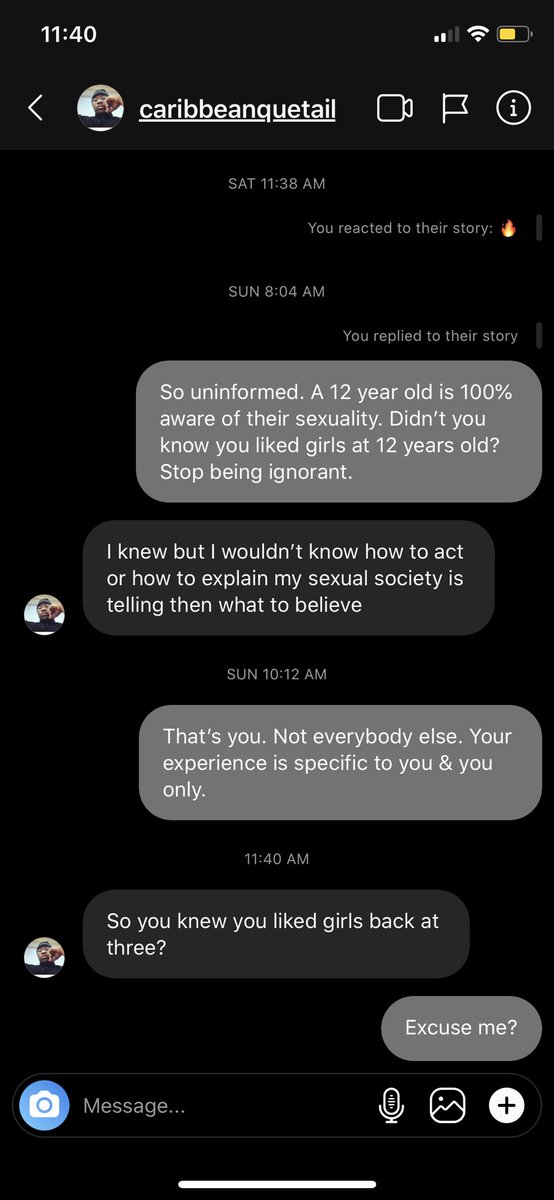 11:40
caribbeanquetail
SAT 11:38 AM
You reacted to their story: 🔥
SUN 8:04 AM
You replied to their story
So uninformed. A 12 year old is 100%
aware of their sexuality. Didn’t you
know you liked girls at 12 years old?
Stop being ignorant.
I knew but I wouldn’t know how to act
or how to explain my sexual society is
telling then what to believe
SUN 10:12 AM
That’s you. Not everybody else. Your
experience is specific to you & you
only.
11:40 AM
So you knew you liked girls back at
three?
Excuse me?
Message...